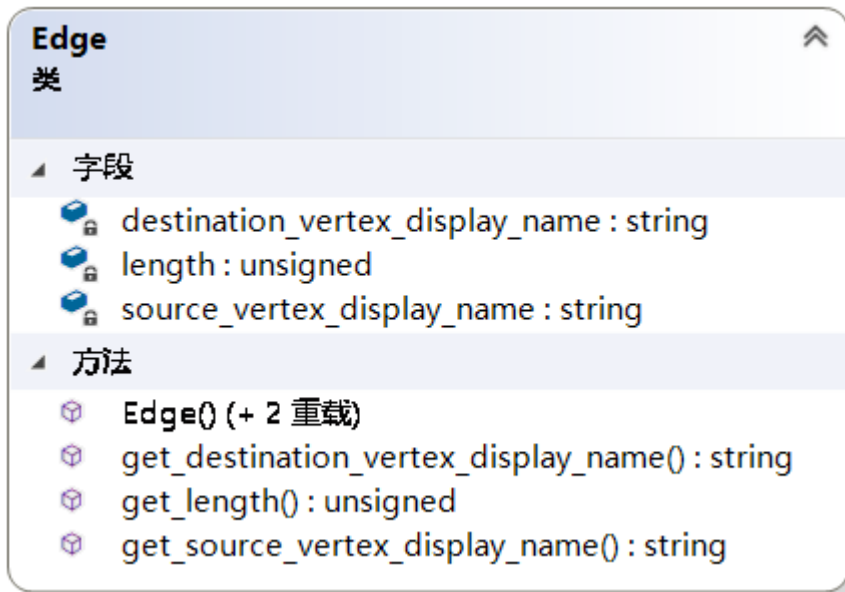 Edge
类
字段
destination_vertex_display_name : string
length : unsigned
source_vertex_display_name : string
方法
Edge() (+ 2 重载)
get_destination_vertex_display_name() : string
get_length() : unsigned
get_source_vertex_display_name() : string